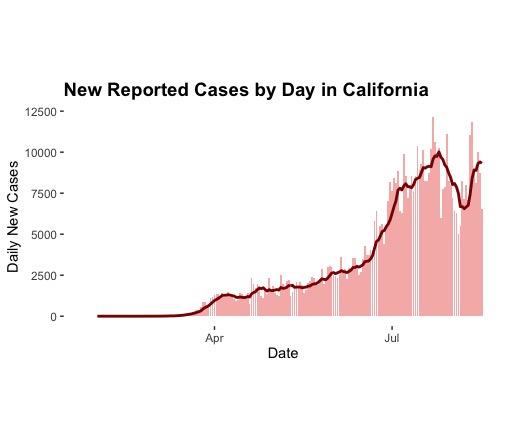 New Reported Cases by Day in California
12500
10000
7500
5000
2500
0
Daily New Cases
Apr
Jul
Date